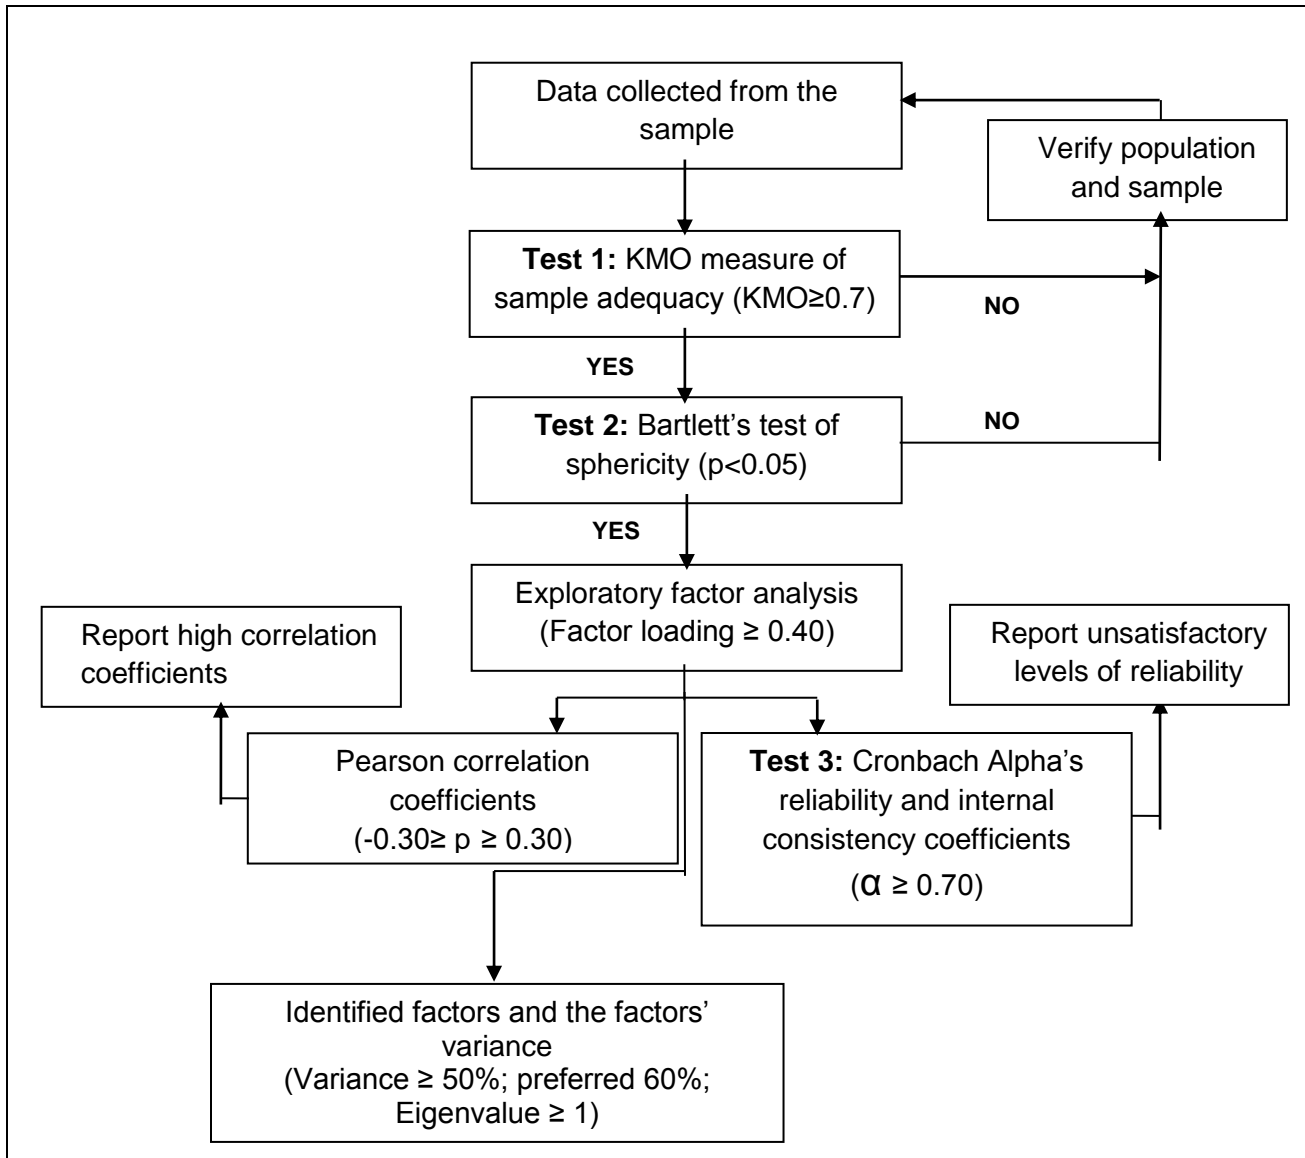 Data collected from the
sample
Verify population
and sample
Test 1: KMO measure of
sample adequacy (KMO≥0.7)
NO
YES
Test 2: Bartlett’s test of
sphericity (p<0.05)
NO
YES
Exploratory factor analysis
(Factor loading ≥ 0.40)
Report high correlation
coefficients
Report unsatisfactory
levels of reliability
Pearson correlation
coefficients
(-0.30≥ p ≥ 0.30)
Test 3: Cronbach Alpha’s
reliability and internal
consistency coefficients
(α ≥ 0.70)
Identified factors and the factors’
variance
(Variance ≥ 50%; preferred 60%;
Eigenvalue ≥ 1)